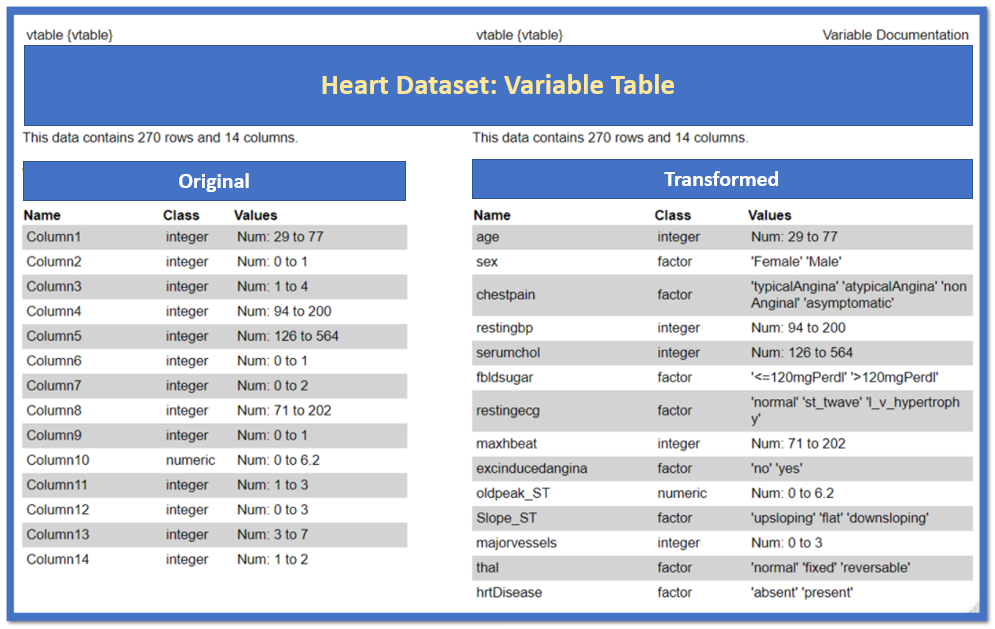 vtable {vtable}
vtable {vtable} Variable Documentation
Heart Dataset: Variable Table
This data contains 270 rows and 14 columns.
Original
Name Class Values
Column1 integer Num: 29 to 77
Column2 integer Num: 0 to 1
Column3 integer Num: 1 to 4
Column4 integer Num: 94 to 200
Column5 integer Num: 126 to 564
Column6 integer Num: 0 to 1
Column7 integer Num: 0 to 2
Column8 integer Num: 71 to 202
Column9 integer Num: 0 to 1
Column10 numeric Num: 0 to 6.2
Column11 integer Num: 1 to 3
Column12 integer Num: 0 to 3
Column13 integer Num: 3 to 7
Column14 integer Num: 1 to 2
This data contains 270 rows and 14 columns.
Transformed
Name Class Values
age integer Num: 29 to 77
sex factor 'Female' 'Male'
chestpain factor 'typicalAngina' 'atypicalAngina' 'non
Anginal' 'asymptomatic'
restingbp integer Num: 94 to 200
serumchol integer Num: 126 to 564
fbldsugar factor '<=120mgPerdl' '>120mgPerdl'
restingecg factor 'normal' 'st_twave' 'l_v_hypertroph
y'
maxhbeat integer Num: 71 to 202
excinducedangina factor 'no' 'yes'
oldpeak_ST numeric Num: 0 to 6.2
Slope_ST factor 'upsloping' 'flat' 'downsloping'
majorvessels integer Num: 0 to 3
thal factor 'normal' 'fixed' 'reversable'
hrtDisease factor 'absent' 'present'